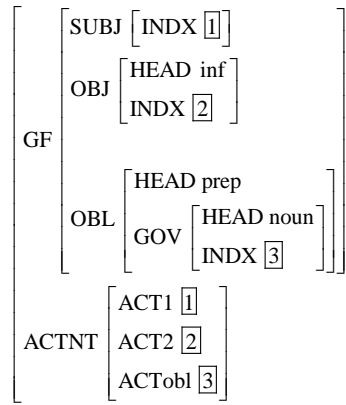 SUBJ [INDX 1]
OBJ [HEAD inf
INDX 2]
GF
OBL [HEAD prep
GOV [HEAD noun
INDX 3]]
ACTNT [ACT1 1
ACT2 2
ACTobl 3]